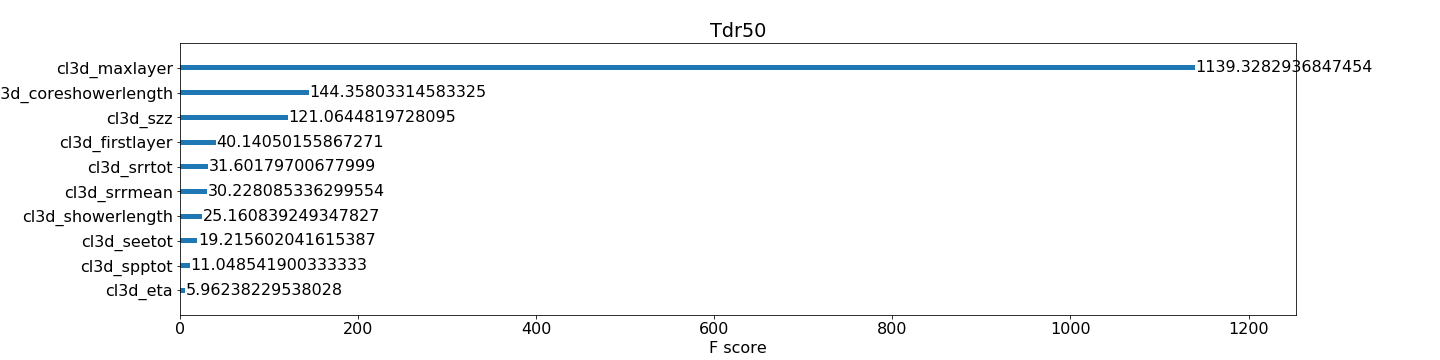 Tdr50
cl3d_maxlayer 1139.3282936847454
3d_coreshowerlength 144.35803314583325
cl3d_szz 121.0644819728095
cl3d_firstlayer 40.14050155867271
cl3d_srrtot 31.60179700677999
cl3d_srrmean 30.228085336299554
cl3d_showerlength 25.160839249347827
cl3d_seetot 19.215602041615387
cl3d_spptot 11.048541900333333
cl3d_eta 5.96238229538028
0 200 400 600 800 1000 1200
F score